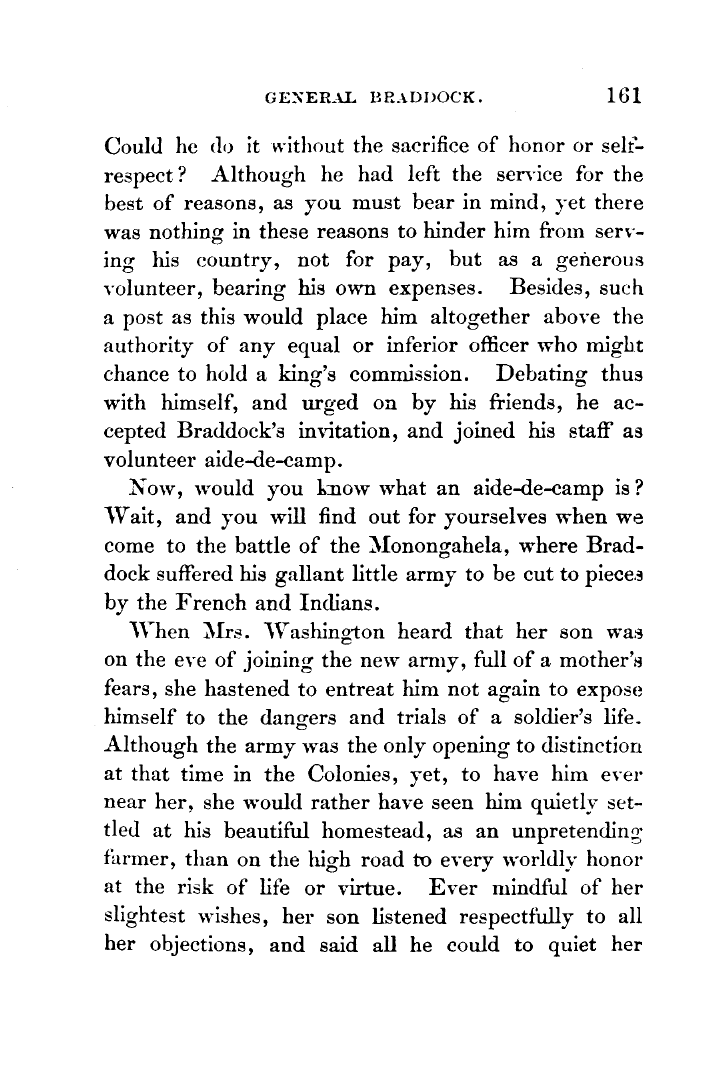 GENERAL BRADDOCK. 161
Could he do it without the sacrifice of honor or self-
respect? Although he had left the service for the
best of reasons, as you must bear in mind, yet there
was nothing in these reasons to hinder him from serv-
ing his country, not for pay, but as a generous
volunteer, bearing his own expenses. Besides, such
a post as this would place him altogether above the
authority of any equal or inferior officer who might
chance to hold a king's commission. Debating thus
with himself, and urged on by his friends, he ac-
cepted Braddock's invitation, and joined his staff as
volunteer aide-de-camp.
Now, would you know what an aide-de-camp is?
Wait, and you will find out for yourselves when we
come to the battle of the Monongahela, where Brad-
dock suffered his gallant little army to be cut to pieces
by the French and Indians.
When Mrs. Washington heard that her son was
on the eve of joining the new army, full of a mother's
fears, she hastened to entreat him not again to expose
himself to the dangers and trials of a soldier's life.
Although the army was the only opening to distinction
at that time in the Colonies, yet, to have him ever
near her, she would rather have seen him quietly set-
tled at his beautiful homestead, as an unpretending
farmer, than on the high road to every worldly honor
at the risk of life or virtue. Ever mindful of her
slightest wishes, her son listened respectfully to all
her objections, and said all he could to quiet her